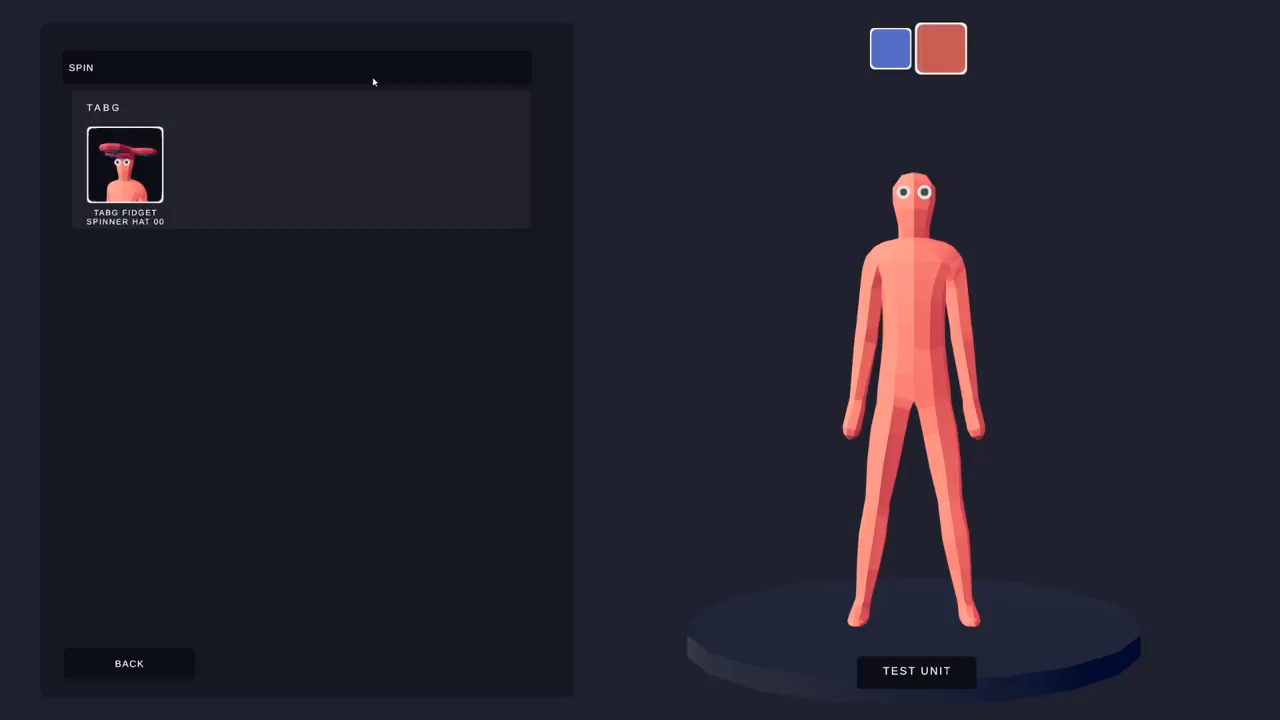 SPIN
TABG
TABG FIDGET
SPINNER HAT 00
BACK
TEST UNIT